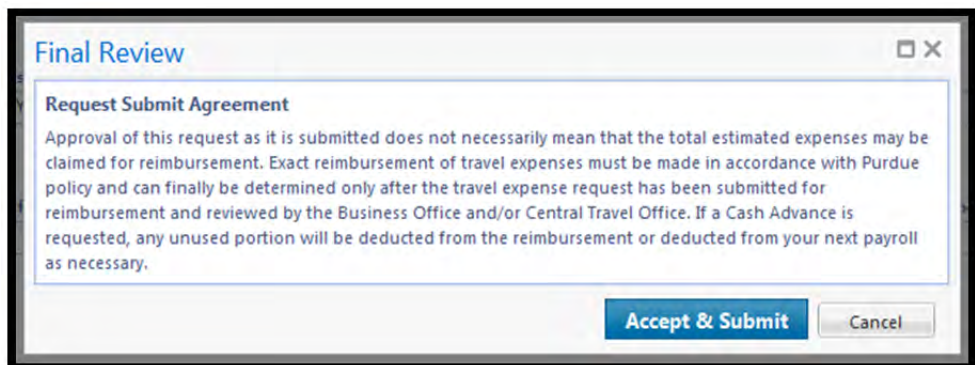 Final Review
Request Submit Agreement
Approval of this request as it is submitted does not necessarily mean that the total estimated expenses may be
claimed for reimbursement. Exact reimbursement of travel expenses must be made in accordance with Purdue
policy and can finally be determined only after the travel expense request has been submitted for
reimbursement and reviewed by the Business Office and/or Central Travel Office. If a Cash Advance is
requested, any unused portion will be deducted from the reimbursement or deducted from your next payroll
as necessary.
Accept & Submit Cancel